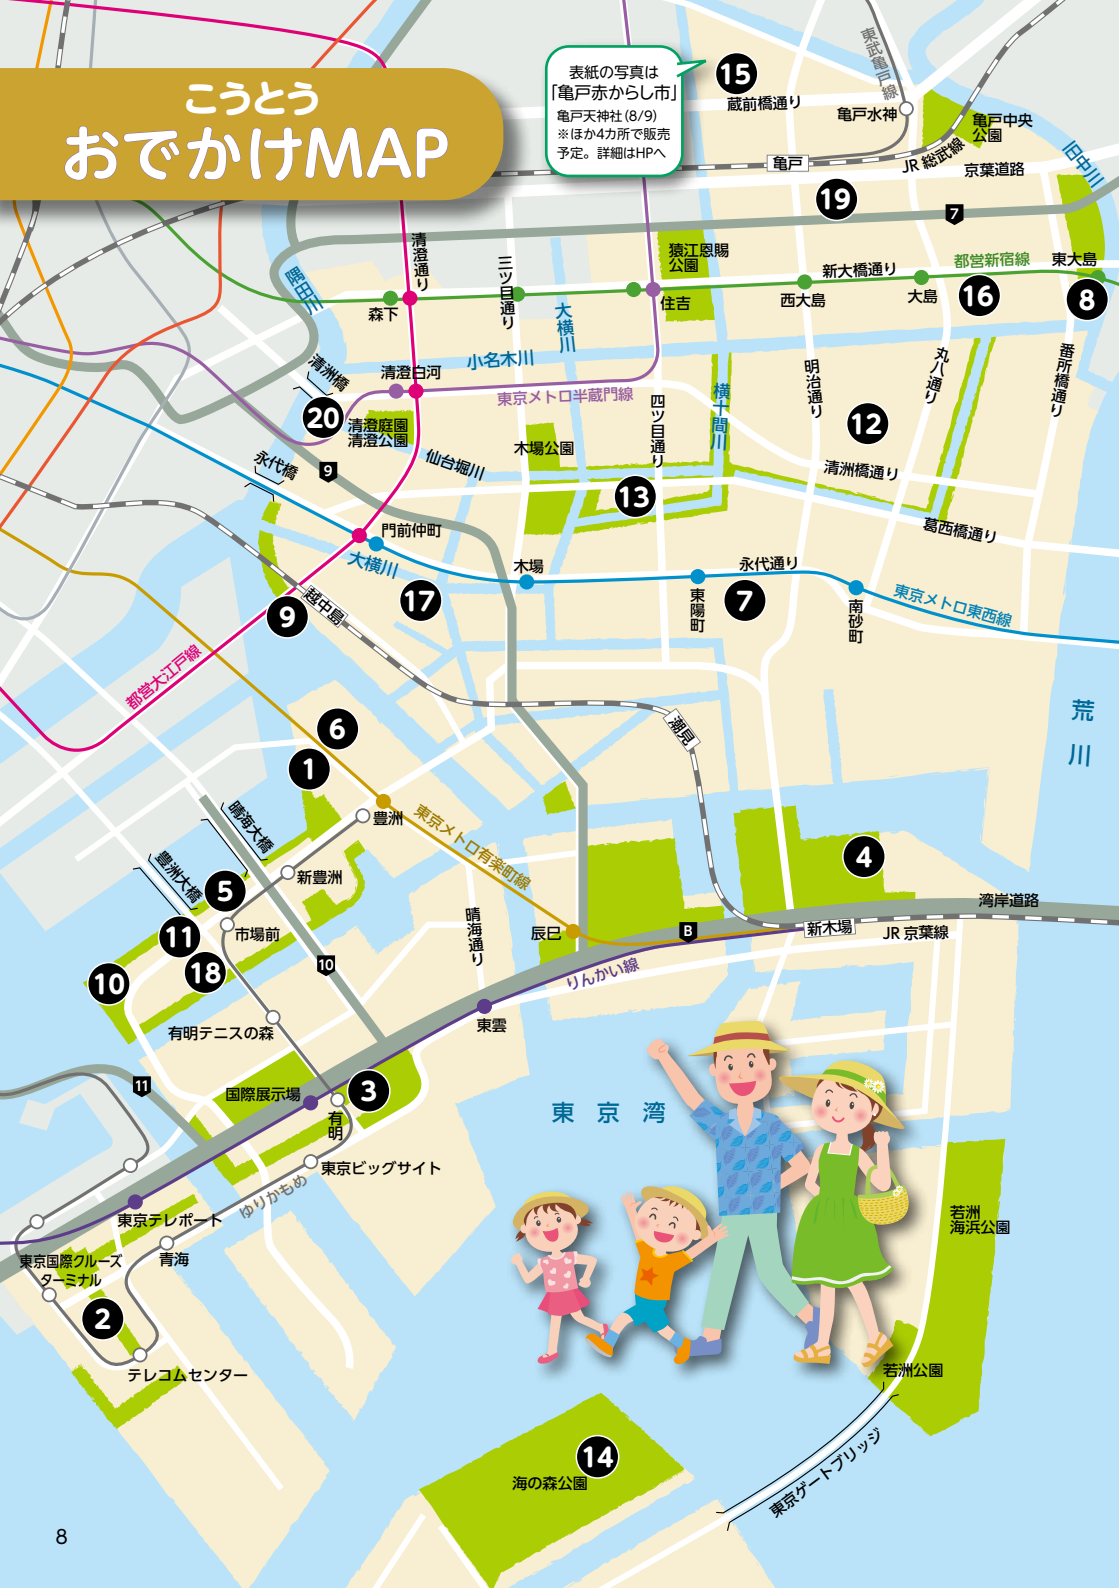 こうとう
おでかけMAP
表紙の写真は
「亀戸赤からし市」
亀戸天神社(8/9)
※ほか4カ所で販売
予定。詳細はHPへ
15
蔵前橋通り
東武亀戸線
亀戸水神
亀戸中央
公園
旧中川
亀戸
JR 総武線
京葉道路
19
7
清澄通り
三ツ目通り
隅田川
大横川
猿江恩賜
公園
新大橋通り
都営新宿線
東大島
森下
住吉
西大島
大島
16
8
小名木川
清洲橋
清澄白河
東京メトロ半蔵門線
四ツ目通り
横十間川
明治通り
丸八通り
番所橋通り
20
清澄庭園
清澄公園
12
木場公園
仙台堀川
永代橋
9
清洲橋通り
13
葛西橋通り
門前仲町
大横川
木場
永代通り
東陽町
7
南砂町
東京メトロ東西線
17
9
越中島
都営大江戸線
荒川
6
潮見
1
豊洲
東京メトロ有楽町線
晴海大橋
豊洲大橋
新豊洲
4
5
湾岸道路
11
市場前
晴海通り
辰巳
B
新木場
JR 京葉線
10
18
10
りんかい線
有明テニスの森
東雲
11
国際展示場
3
有明
東京湾
東京ビッグサイト
ゆりかもめ
東京テレポート
若洲
海浜公園
青海
東京国際クルーズ
ターミナル
2
テレコムセンター
若洲公園
14
海の森公園
東京ゲートブリッジ
8